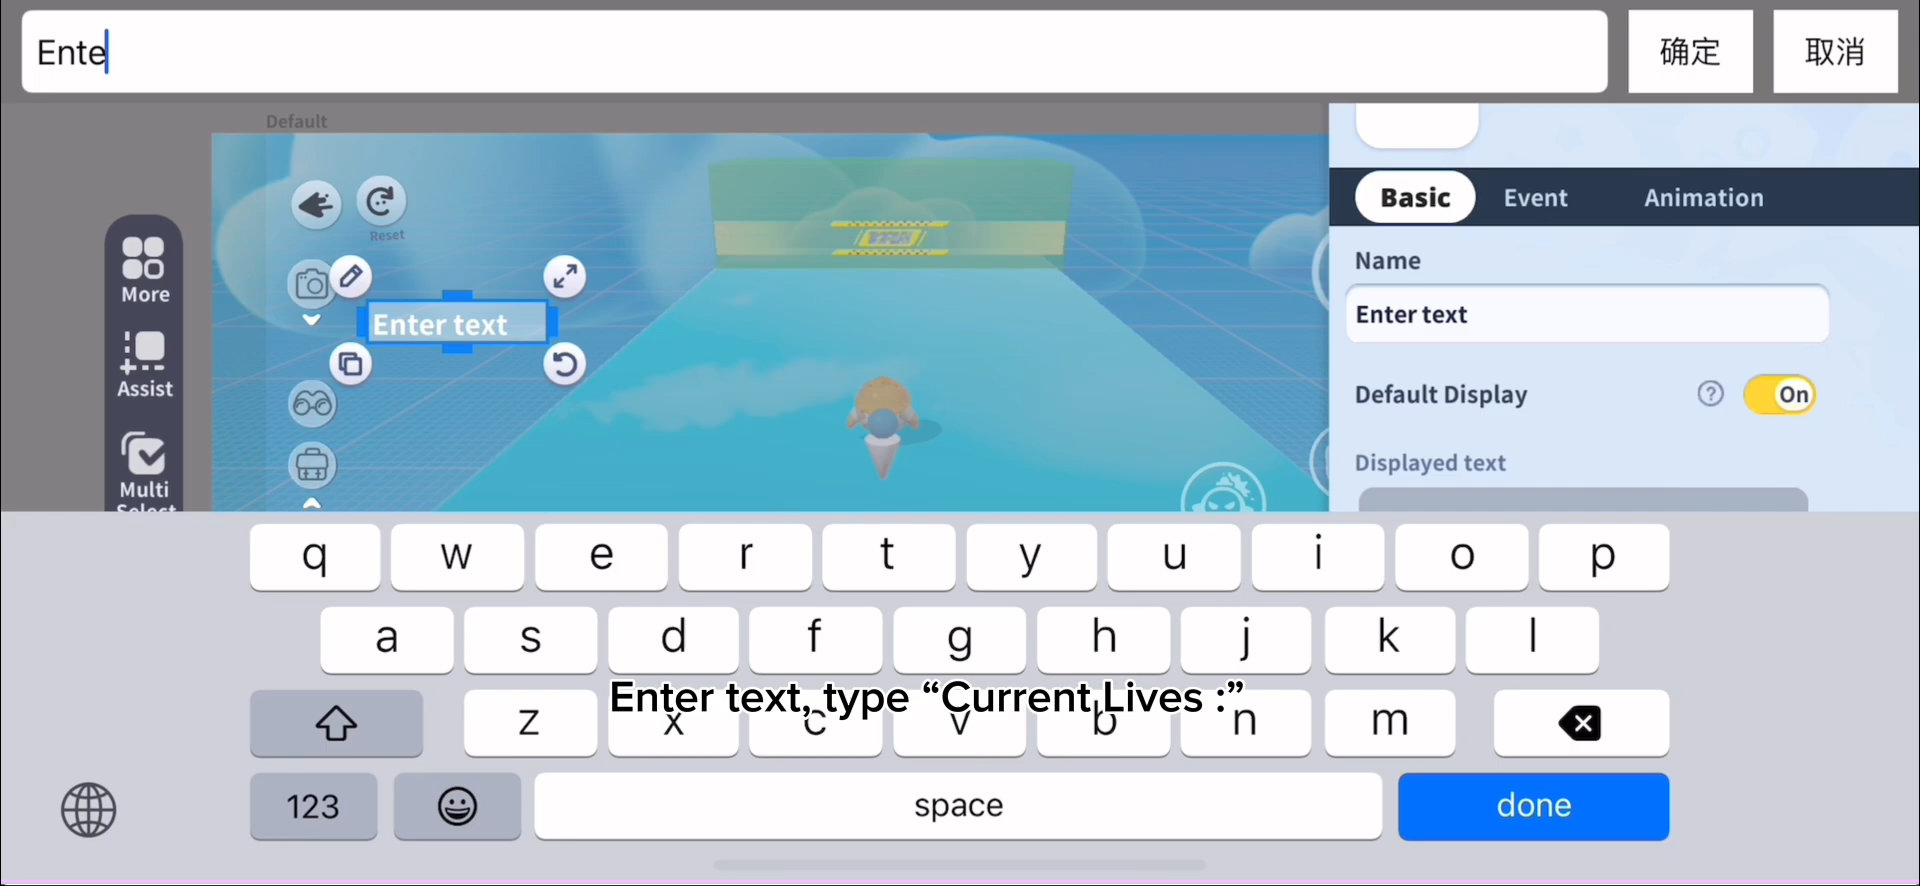 Ente
确定
取消
Default
Reset
More
Assist
Multi
Select
Enter text
Basic
Event
Animation
Name
Enter text
Default Display
?
On
Displayed text
q w e r t y u i o p
a s d f g h j k l
Enter text, type “Current Lives :”
z x c v b n m
123
space
done